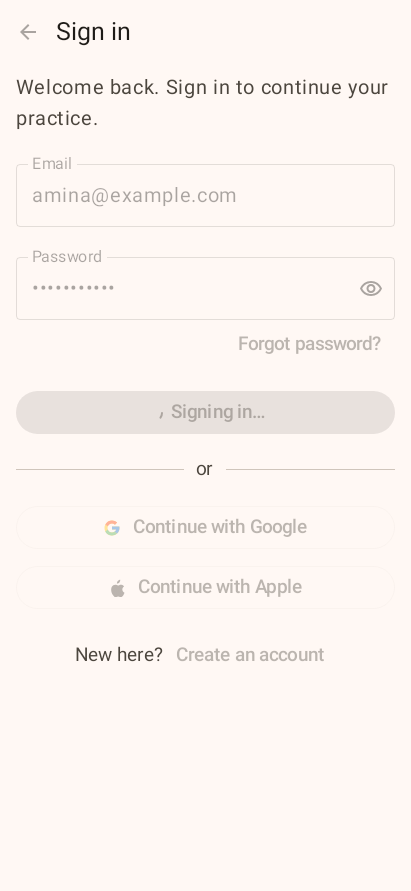 Sign in
Welcome back. Sign in to continue your
practice.
Email
amina@example.com
Password
•••••••••••
Forgot password?
Signing in…
or
Continue with Google
Continue with Apple
New here? Create an account